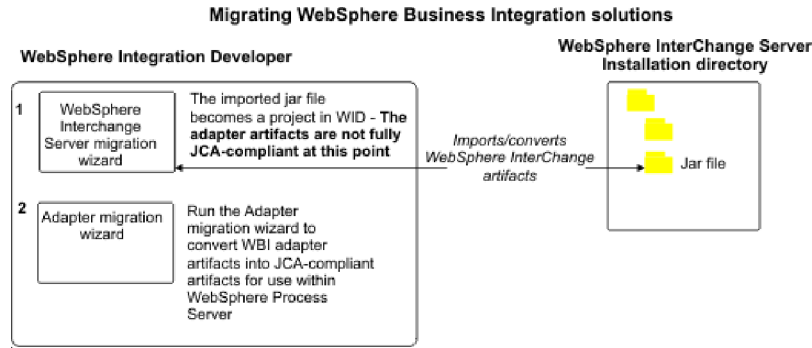 Migrating WebSphere Business Integration solutions
WebSphere Integration Developer
WebSphere InterChange Server
Installation directory
1
WebSphere
Interchange
Server migration
wizard
The imported jar file
becomes a project in WID - The
adapter artifacts are not fully
JCA-compliant at this point
Imports/converts
WebSphere InterChange
artifacts
Jar file
2
Adapter migration
wizard
Run the Adapter
migration wizard to
convert WBI adapter
artifacts into JCA-compliant
artifacts for use within
WebSphere Process
Server